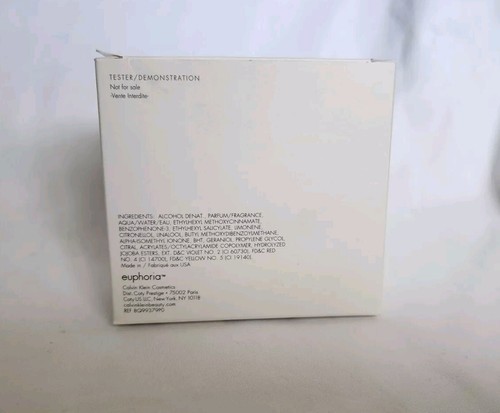 TESTER/DEMONSTRATION
Not for sale
Vente Interdite
INGREDIENTS: ALCOHOL DENAT., PARFUM/FRAGRANCE,
AQUA/WATER/EAU, ETHYLHEXYL METHOXYCINNAMATE,
BENZOPHENONE-3, ETHYLHEXYL SALICYLATE, LIMONENE,
CITRONELLOL, LINALOOL, BUTYL METHOXYDIBENZOYLMETHANE,
ALPHA-ISOMETHYL IONONE, BHT, GERANIOL, PROPYLENE GLYCOL,
CITRAL, ACRYLATES/OCTYLACRYLAMIDE COPOLYMER, HYDROLYZED
JOJOBA ESTERS, EXT. D&C VIOLET NO. 2 (CI 60730), FD&C RED
NO. 4 (CI 14700), FD&C YELLOW NO. 5 (CI 19140).
Made in / Fabriqué aux USA
euphoria™
Calvin Klein Cosmetics
Dist. Coty Prestige • 75002 Paris
Coty US LLC, New York, NY 10118
calvinkleinbeauty.com